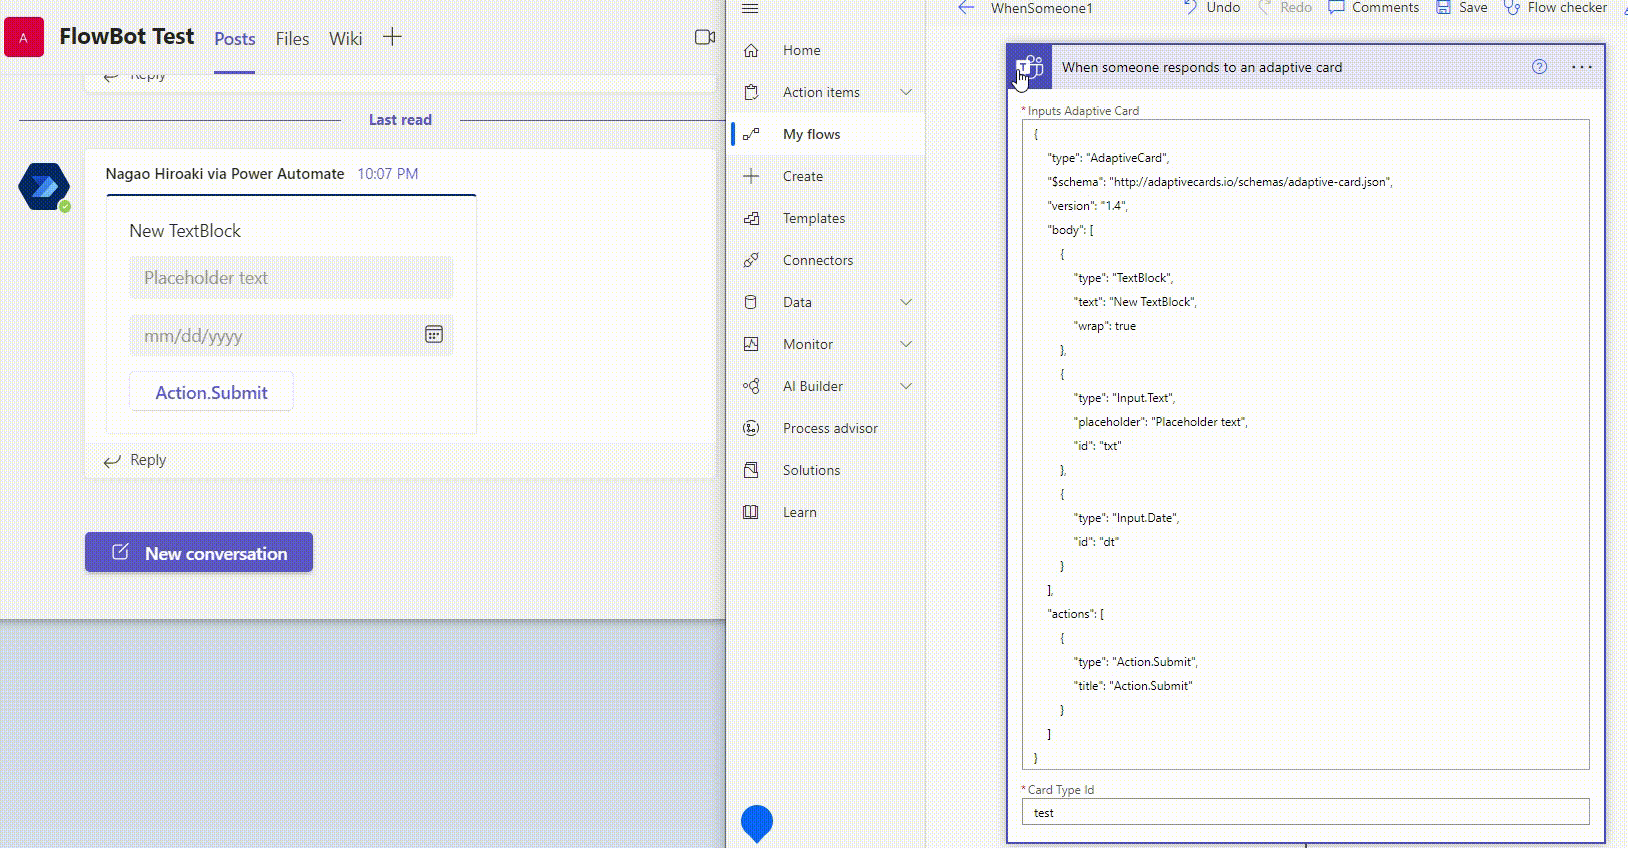 A
FlowBot Test
Posts
Files
Wiki
Reply
Last read
Nagao Hiroaki via Power Automate
10:07 PM
New TextBlock
Placeholder text
mm/dd/yyyy
Action.Submit
Reply
New conversation
WhenSomeone1
Undo
Redo
Comments
Save
Flow checker
Home
Action items
My flows
Create
Templates
Connectors
Data
Monitor
AI Builder
Process advisor
Solutions
Learn
T
When someone responds to an adaptive card
* Inputs Adaptive Card
{
"type": "AdaptiveCard",
"$schema": "http://adaptivecards.io/schemas/adaptive-card.json",
"version": "1.4",
"body": [
{
"type": "TextBlock",
"text": "New TextBlock",
"wrap": true
},
{
"type": "Input.Text",
"placeholder": "Placeholder text",
"id": "txt"
},
{
"type": "Input.Date",
"id": "dt"
}
],
"actions": [
{
"type": "Action.Submit",
"title": "Action.Submit"
}
]
}
* Card Type Id
test